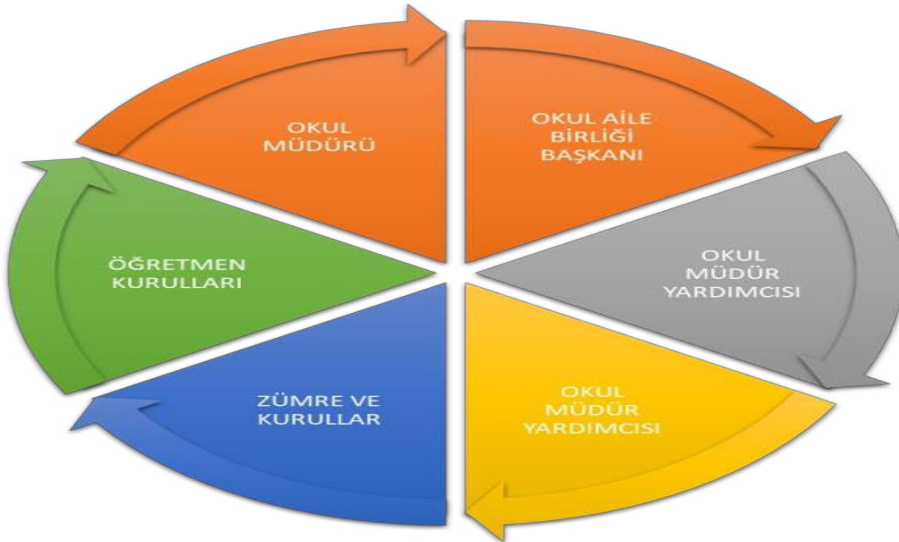 OKUL
MÜDÜRÜ
OKUL AİLE
BİRLİĞİ
BAŞKANI
ÖĞRETMEN
KURULLARI
OKUL
MÜDÜR
YARDIMCISI
ZÜMRE VE
KURULLAR
OKUL
MÜDÜR
YARDIMCISI